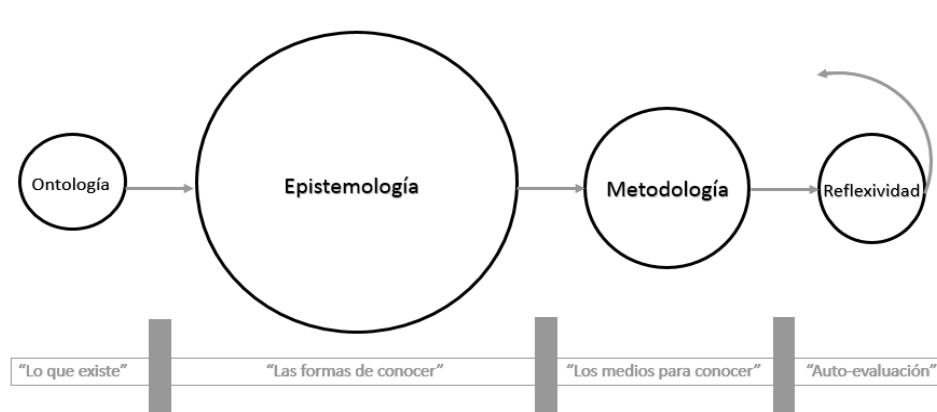 Ontología
Epistemología
Metodología
Reflexividad
“Lo que existe”
“Las formas de conocer”
“Los medios para conocer”
“Auto-evaluación”